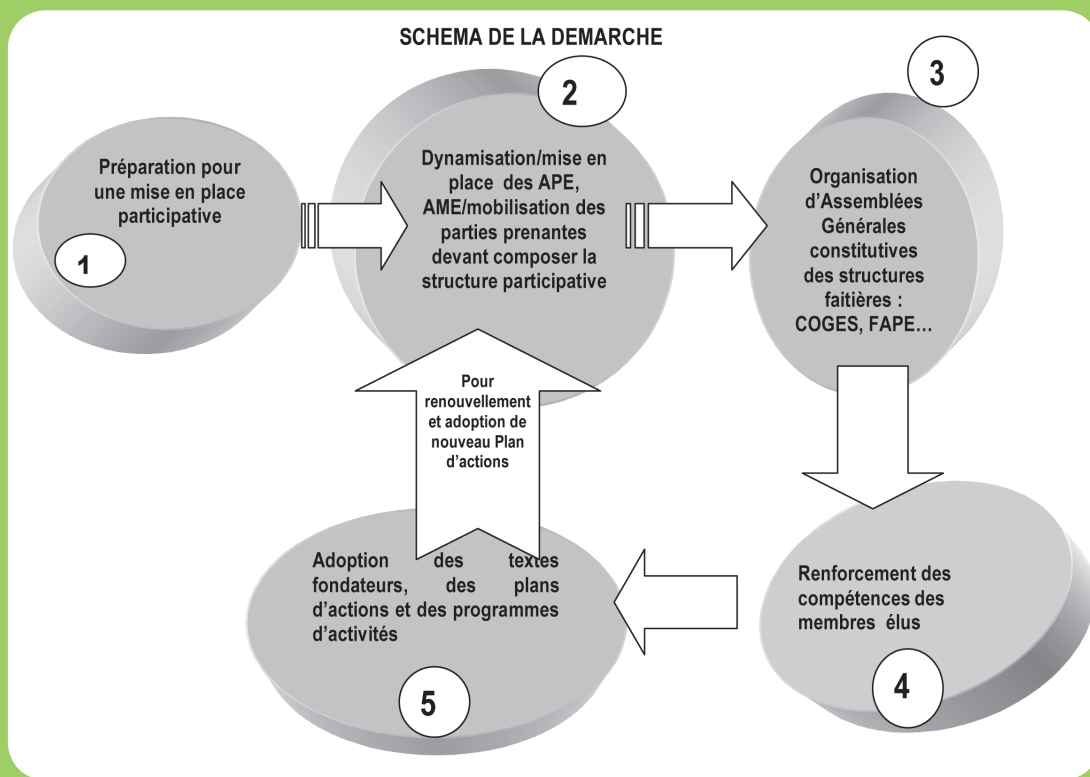 SCHEMA DE LA DEMARCHE
Préparation pour
une mise en place
participative
1
2
Dynamisation/mise en
place des APE,
AME/mobilisation des
parties prenantes
devant composer la
structure participative
3
Organisation
d'Assemblées
Générales
constitutives
des structures
faitières :
COGES, FAPE…
Renforcement des
compétences des
membres élus
4
Adoption des textes
fondateurs, des plans
d'actions et des programmes
d'activités
5
Pour
renouvellement
et adoption de
nouveau Plan
d'actions